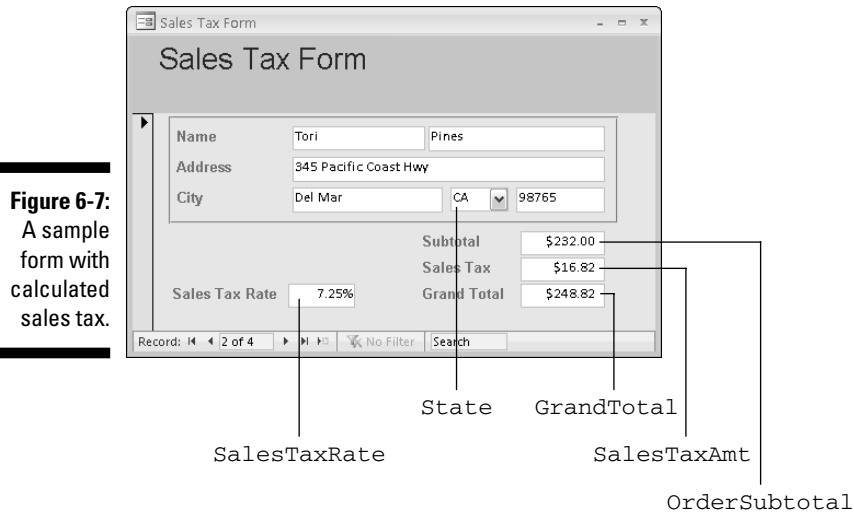 Sales Tax Form
Sales Tax Form
Name Tori Pines
Address 345 Pacific Coast Hwy
City Del Mar CA 98765
Subtotal $232.00
Sales Tax $16.82
Sales Tax Rate 7.25% Grand Total $248.82
Record: 2 of 4 No Filter Search
Figure 6-7:
A sample
form with
calculated
sales tax.
State GrandTotal
SalesTaxRate SalesTaxAmt
OrderSubtotal